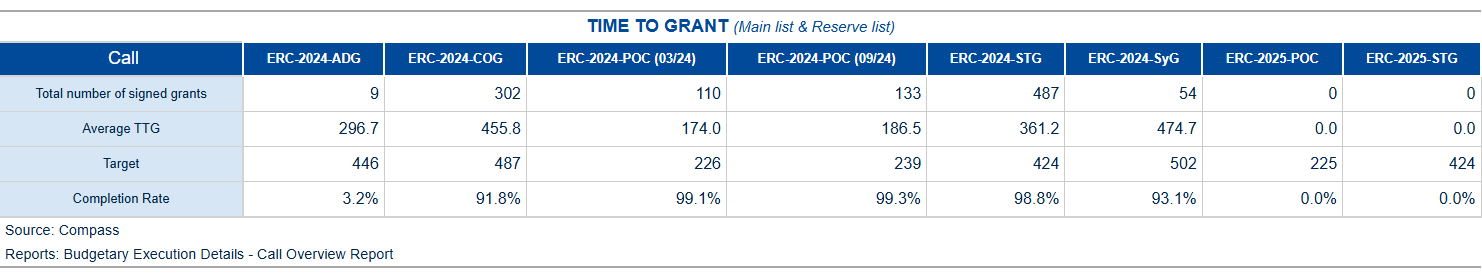 TIME TO GRANT (Main list & Reserve list)
Call ERC-2024-ADG ERC-2024-COG ERC-2024-POC (03/24) ERC-2024-POC (09/24) ERC-2024-STG ERC-2024-SyG ERC-2025-POC ERC-2025-STG
Total number of signed grants 9 302 110 133 487 54 0 0
Average TTG 296.7 455.8 174.0 186.5 361.2 474.7 0.0 0.0
Target 446 487 226 239 424 502 225 424
Completion Rate 3.2% 91.8% 99.1% 99.3% 98.8% 93.1% 0.0% 0.0%
Source: Compass
Reports: Budgetary Execution Details - Call Overview Report